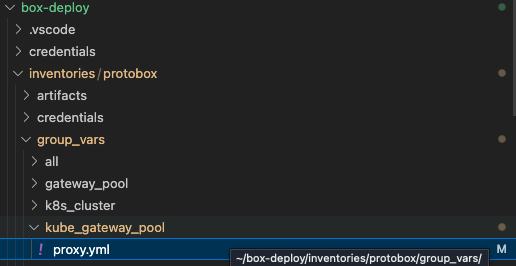 box-deploy
.vscode
credentials
inventories / protobox
artifacts
credentials
group_vars
all
gateway_pool
k8s_cluster
kube_gateway_pool
! proxy.yml M
~/box-deploy/inventories/protobox/group_vars/